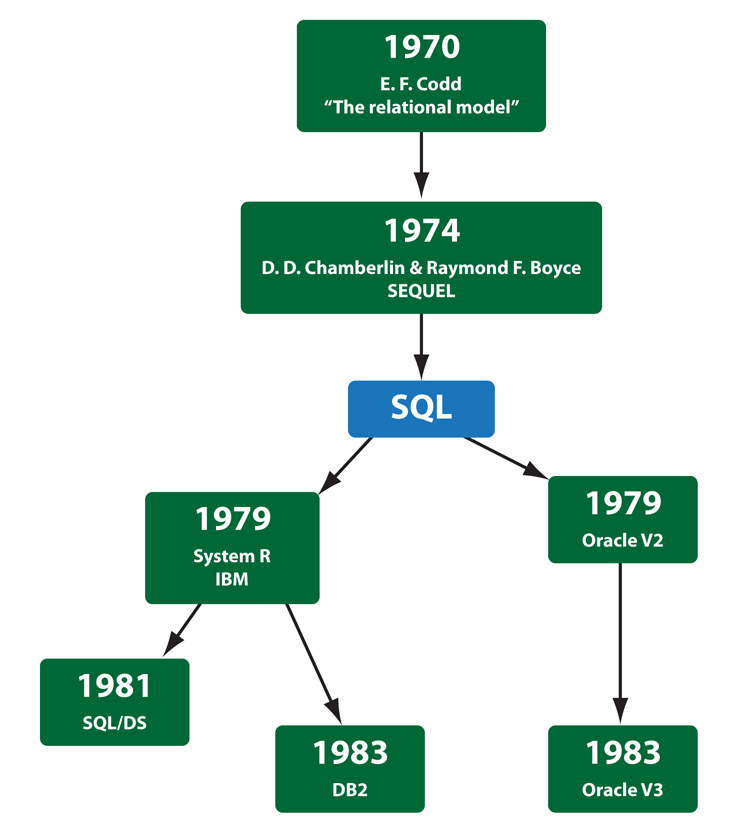 1970
E. F. Codd
“The relational model”
1974
D. D. Chamberlin & Raymond F. Boyce
SEQUEL
SQL
1979
System R
IBM
1979
Oracle V2
1981
SQL/DS
1983
DB2
1983
Oracle V3